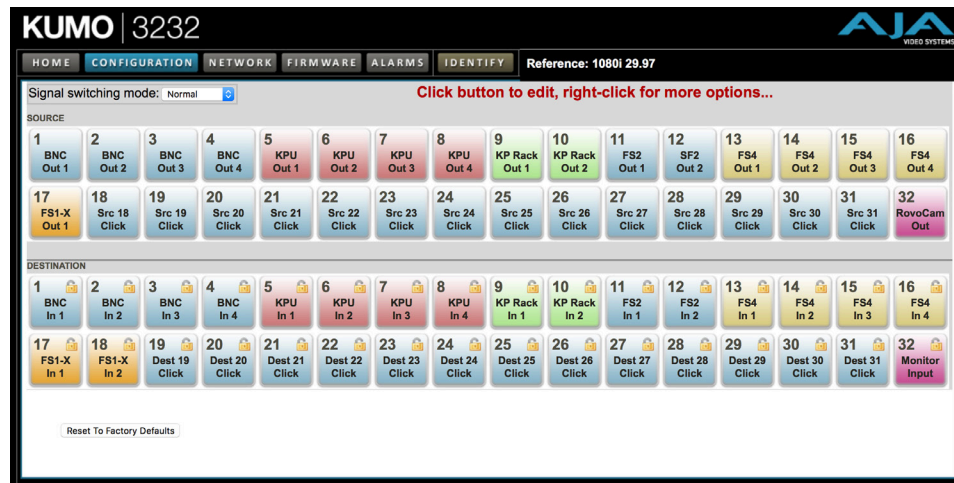 KUMO | 3232
AJA
VIDEO SYSTEMS
HOME CONFIGURATION NETWORK FIRMWARE ALARMS IDENTIFY Reference: 1080i 29.97
Signal switching mode: Normal
Click button to edit, right-click for more options...
SOURCE
1 2 3 4 5 6 7 8 9 10 11 12 13 14 15 16
BNC BNC BNC BNC KPU KPU KPU KPU KP Rack KP Rack FS2 SF2 FS4 FS4 FS4 FS4
Out 1 Out 2 Out 3 Out 4 Out 1 Out 2 Out 3 Out 4 Out 1 Out 2 Out 1 Out 2 Out 1 Out 2 Out 3 Out 4
17 18 19 20 21 22 23 24 25 26 27 28 29 30 31 32
FS1-X Src 18 Src 19 Src 20 Src 21 Src 22 Src 23 Src 24 Src 25 Src 26 Src 27 Src 28 Src 29 Src 30 Src 31 RovoCam
Out 1 Click Click Click Click Click Click Click Click Click Click Click Click Click Click Out
DESTINATION
1 2 3 4 5 6 7 8 9 10 11 12 13 14 15 16
BNC BNC BNC BNC KPU KPU KPU KPU KP Rack KP Rack FS2 FS2 FS4 FS4 FS4 FS4
In 1 In 2 In 3 In 4 In 1 In 2 In 3 In 4 In 1 In 2 In 1 In 2 In 1 In 2 In 3 In 4
17 18 19 20 21 22 23 24 25 26 27 28 29 30 31 32
FS1-X FS1-X Dest 19 Dest 20 Dest 21 Dest 22 Dest 23 Dest 24 Dest 25 Dest 26 Dest 27 Dest 28 Dest 29 Dest 30 Dest 31 Monitor
In 1 In 2 Click Click Click Click Click Click Click Click Click Click Click Click Click Input
Reset To Factory Defaults